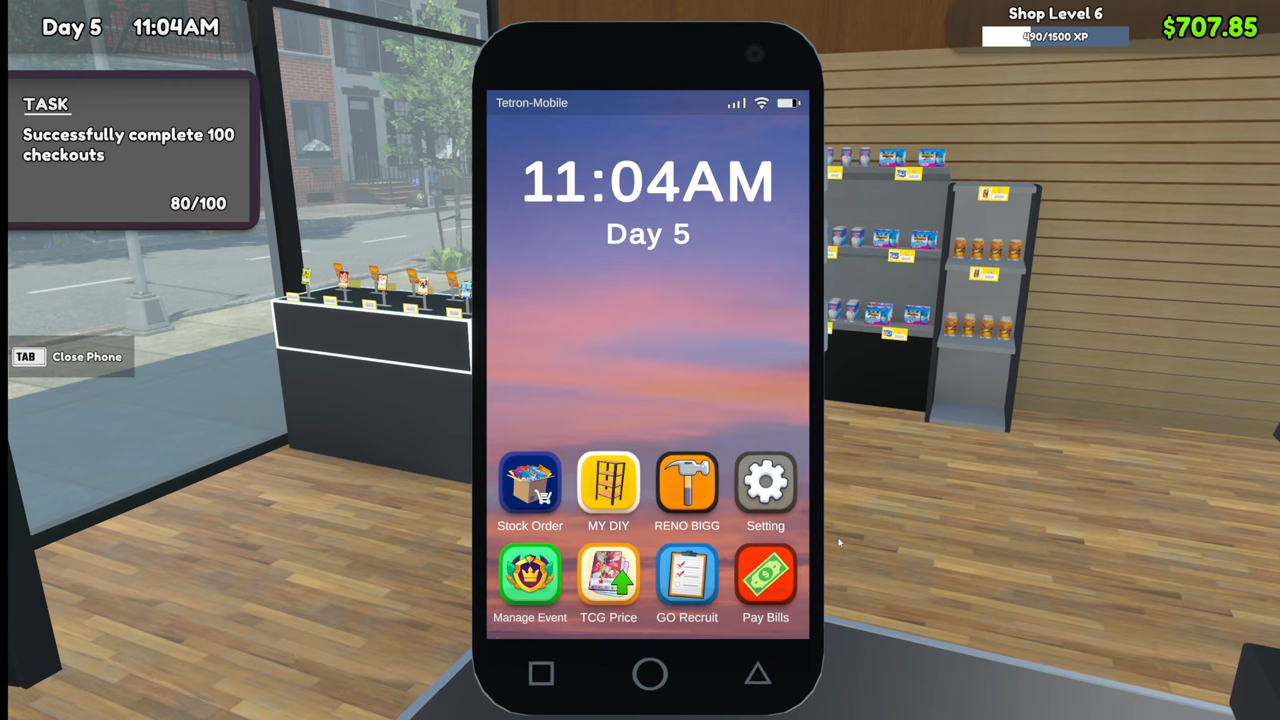 Day 5 11:04AM
Shop Level 6
490/1500 XP
$707.85
TASK
Successfully complete 100
checkouts
80/100
TAB Close Phone
Tetron-Mobile
11:04AM
Day 5
Stock Order
MY DIY
RENO BIGG
Setting
Manage Event
TCG Price
GO Recruit
Pay Bills